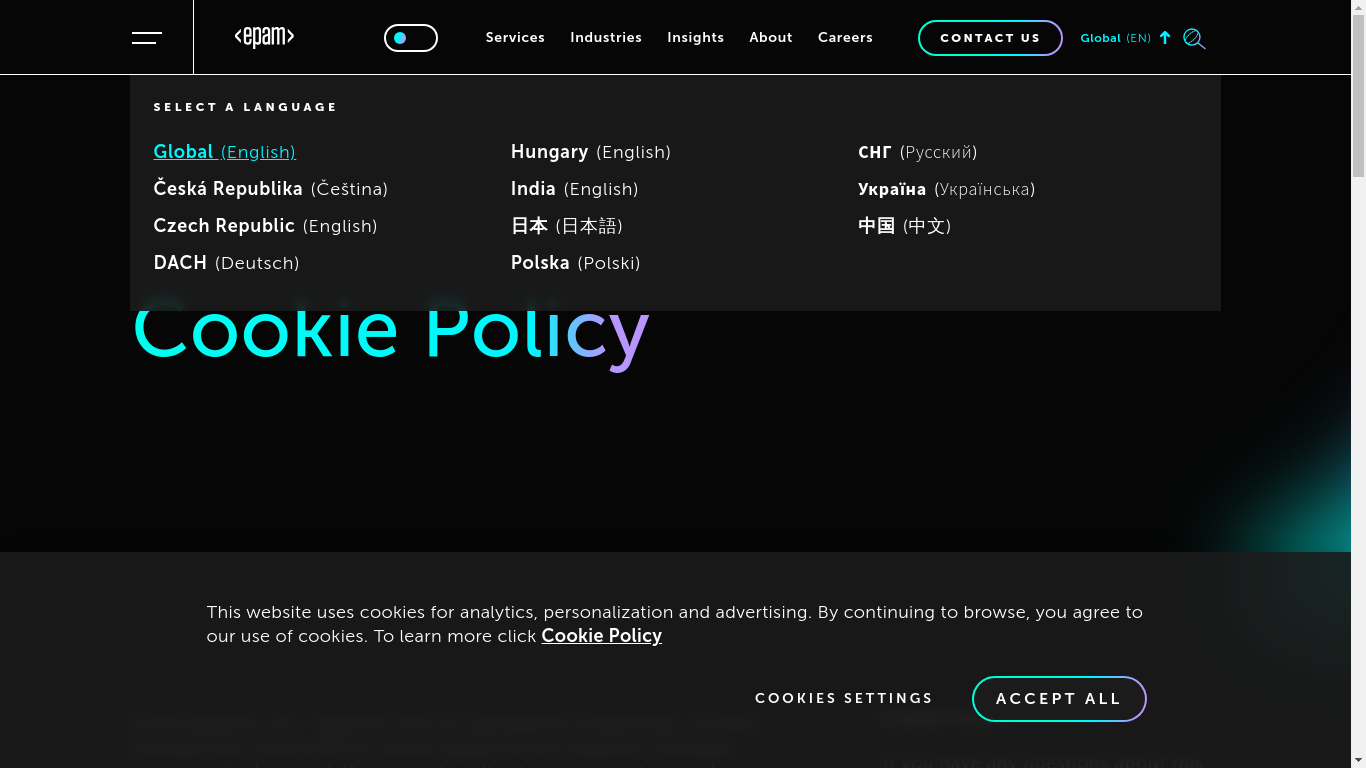 <epam>
Services Industries Insights About Careers CONTACT US Global (EN)
SELECT A LANGUAGE
Global (English)
Česká Republika (Čeština)
Czech Republic (English)
DACH (Deutsch)
Hungary (English)
India (English)
日本 (日本語)
Polska (Polski)
СНГ (Русский)
Україна (Українська)
中国 (中文)
Cookie Policy
This website uses cookies for analytics, personalization and advertising. By continuing to browse, you agree to
our use of cookies. To learn more click Cookie Policy
COOKIES SETTINGS ACCEPT ALL